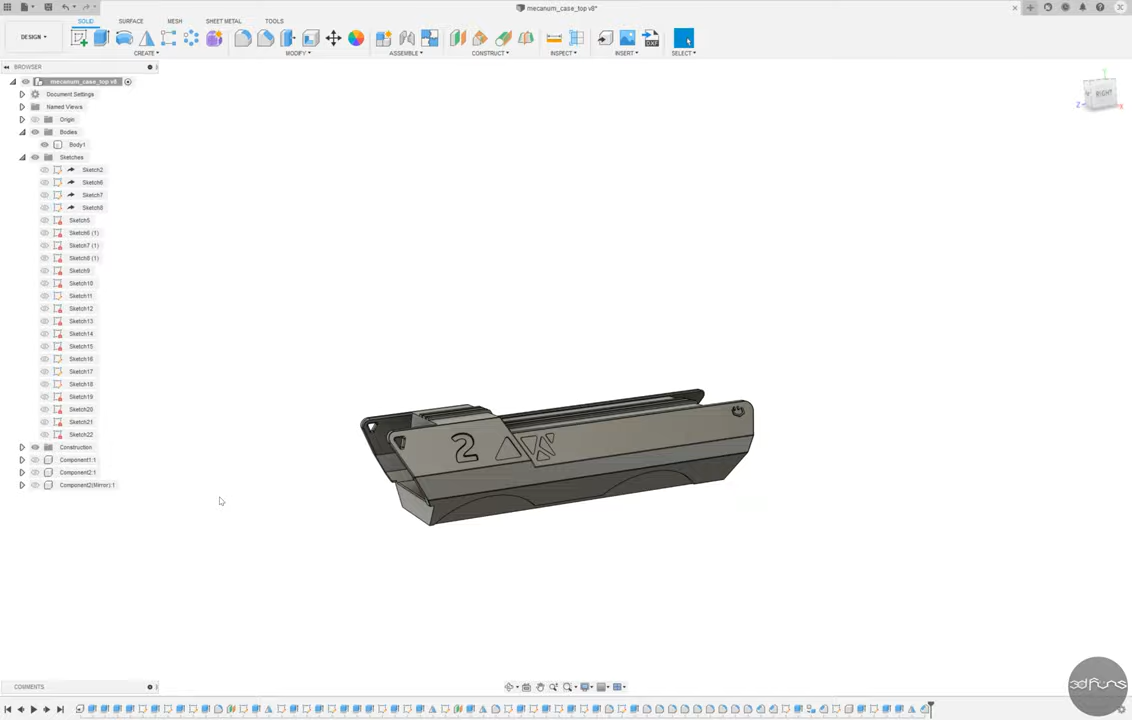 mecanum_case_top v8*
SOLID SURFACE MESH SHEET METAL TOOLS
DESIGN
CREATE MODIFY ASSEMBLE CONSTRUCT INSPECT INSERT SELECT
BROWSER
mecanum_case_top v8
Document Settings
Named Views
Origin
Bodies
Body1
Sketches
Sketch2
Sketch6
Sketch7
Sketch8
Sketch5
Sketch6 (1)
Sketch7 (1)
Sketch8 (1)
Sketch9
Sketch10
Sketch11
Sketch12
Sketch13
Sketch14
Sketch15
Sketch16
Sketch17
Sketch18
Sketch19
Sketch20
Sketch21
Sketch22
Construction
Component1:1
Component2:1
Component2(Mirror):1
DXF
Z
RIGHT
2
COMMENTS
3dfuns